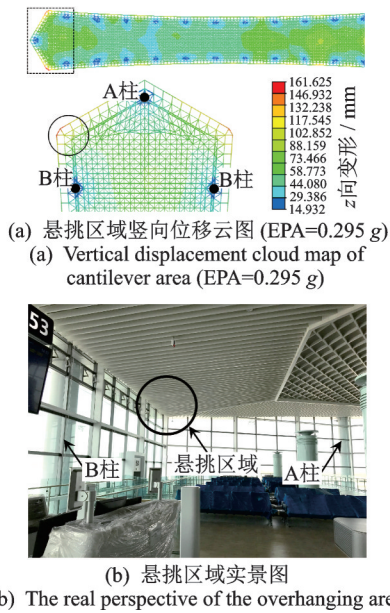 A柱
B柱
B柱
161.625
146.932
132.238
117.545
102.852
88.159
73.466
58.773
44.080
29.386
14.932
z向变形 / mm
(a) 悬挑区域竖向位移云图 (EPA=0.295 g)
(a) Vertical displacement cloud map of
cantilever area (EPA=0.295 g)
53
B柱
悬挑区域
A柱
(b) 悬挑区域实景图
b) The real perspective of the overhanging are